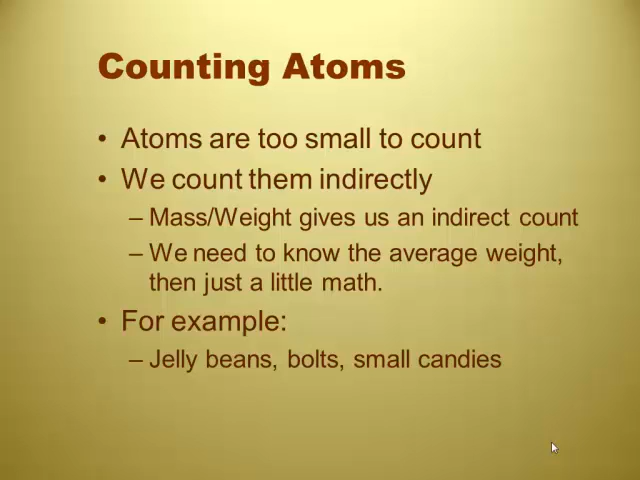 Counting Atoms
• Atoms are too small to count
• We count them indirectly
– Mass/Weight gives us an indirect count
– We need to know the average weight,
then just a little math.
• For example:
– Jelly beans, bolts, small candies